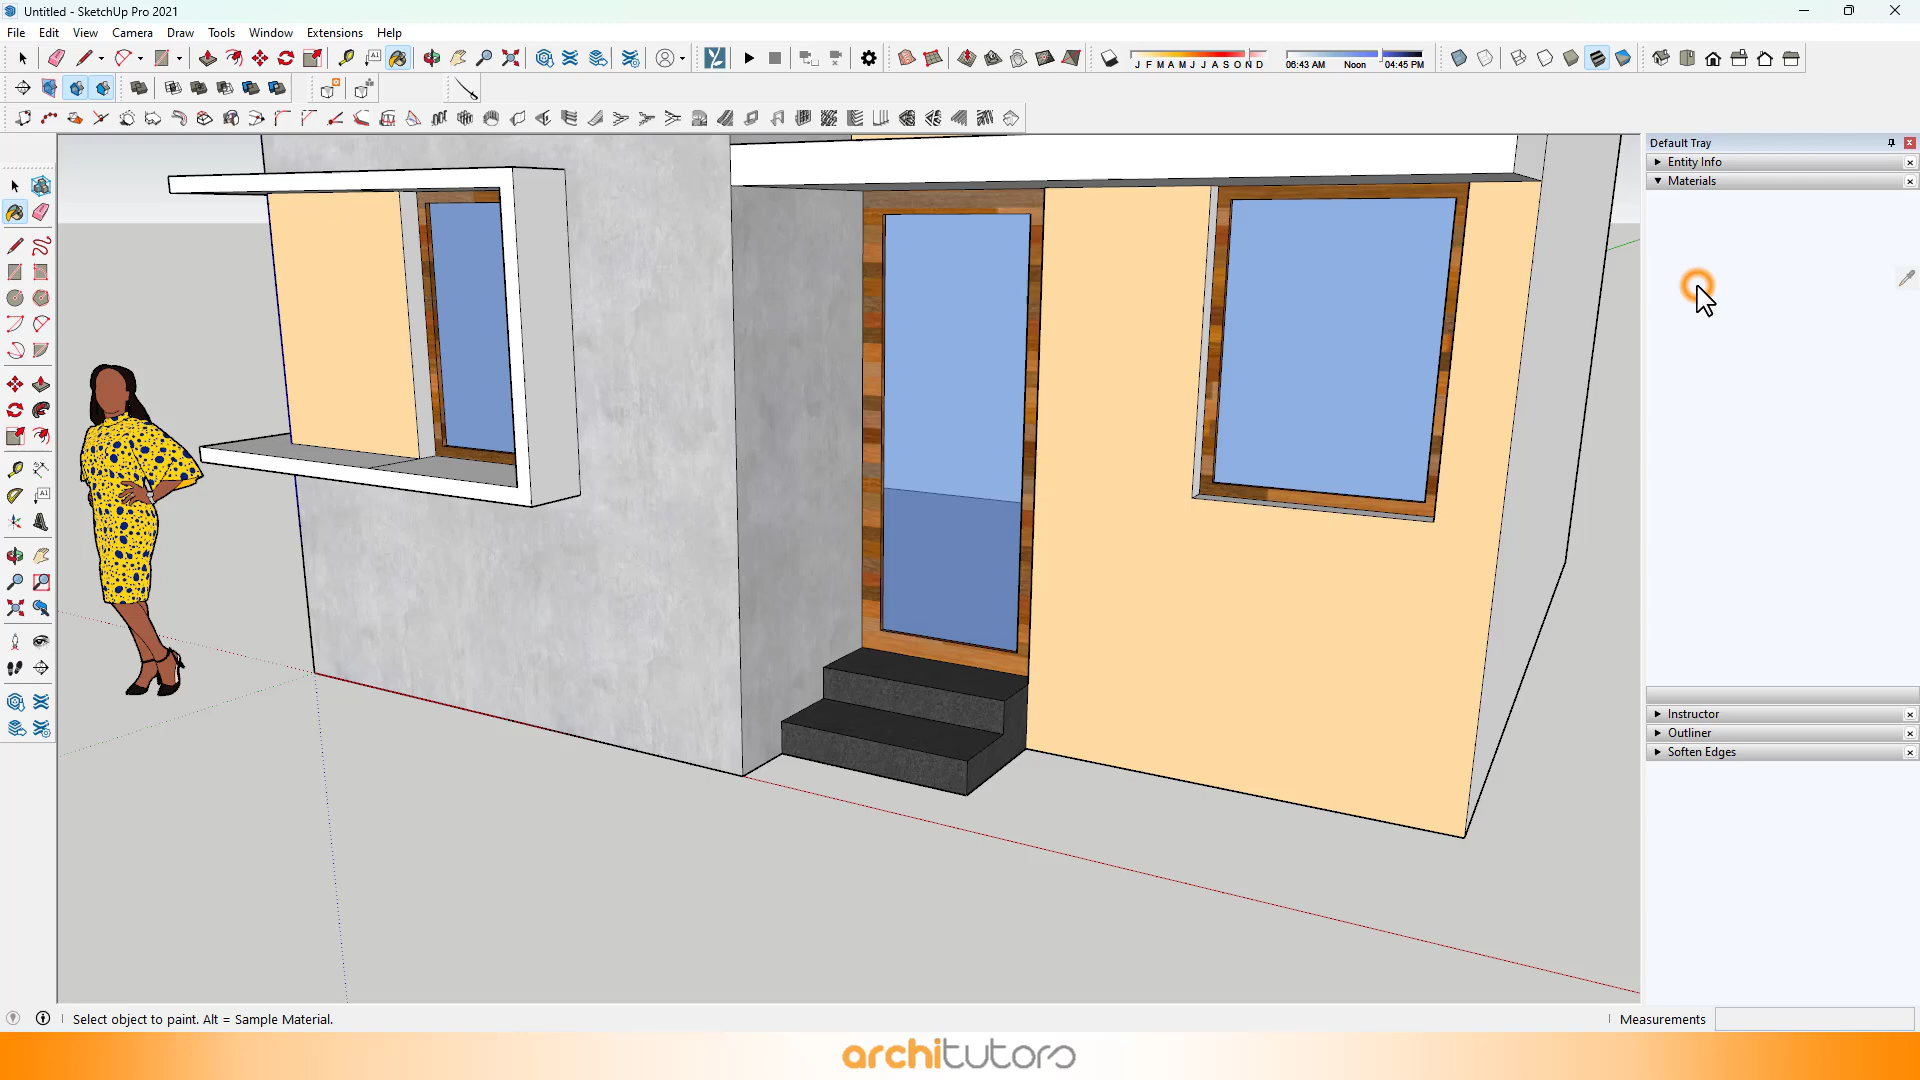 Untitled - SketchUp Pro 2021
File Edit View Camera Draw Tools Window Extensions Help
J F M A M J J A S O N D
06:43 AM Noon 04:45 PM
Default Tray
Entity Info
Materials
Instructor
Outliner
Soften Edges
Select object to paint. Alt = Sample Material.
Measurements
architutors